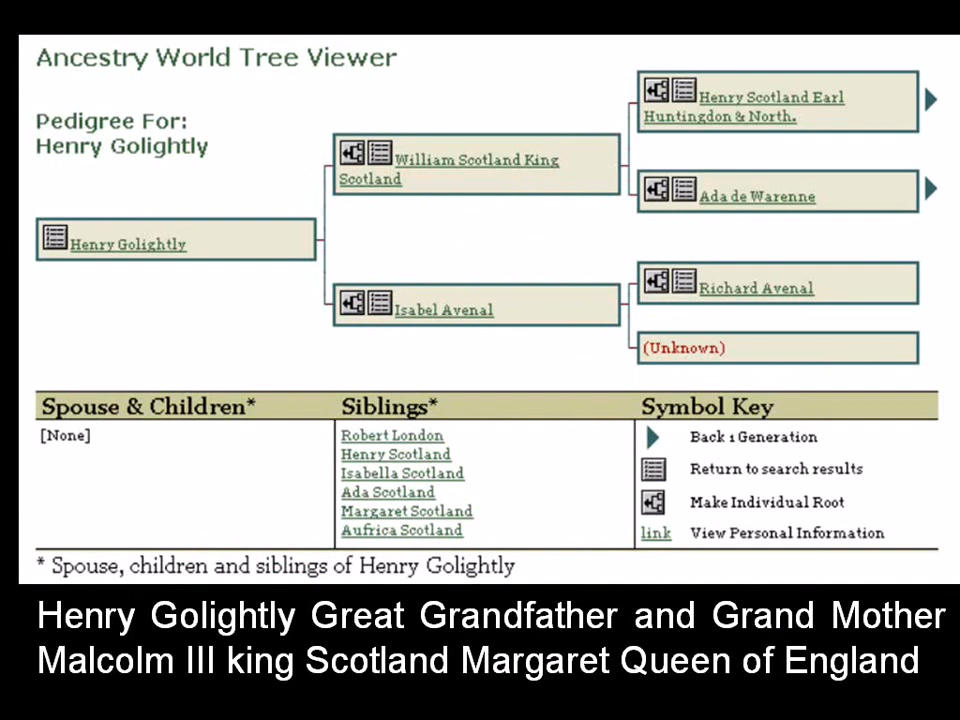 Ancestry World Tree Viewer
Pedigree For:
Henry Golightly
Henry Golightly
William Scotland King
Scotland
Isabel Avenal
Henry Scotland Earl
Huntingdon & North.
Ada de Warenne
Richard Avenal
(Unknown)
Spouse & Children*
[None]
Siblings*
Robert London
Henry Scotland
Isabella Scotland
Ada Scotland
Margaret Scotland
Aufrica Scotland
Symbol Key
Back 1 Generation
Return to search results
Make Individual Root
link View Personal Information
* Spouse, children and siblings of Henry Golightly
Henry Golightly Great Grandfather and Grand Mother
Malcolm III king Scotland Margaret Queen of England